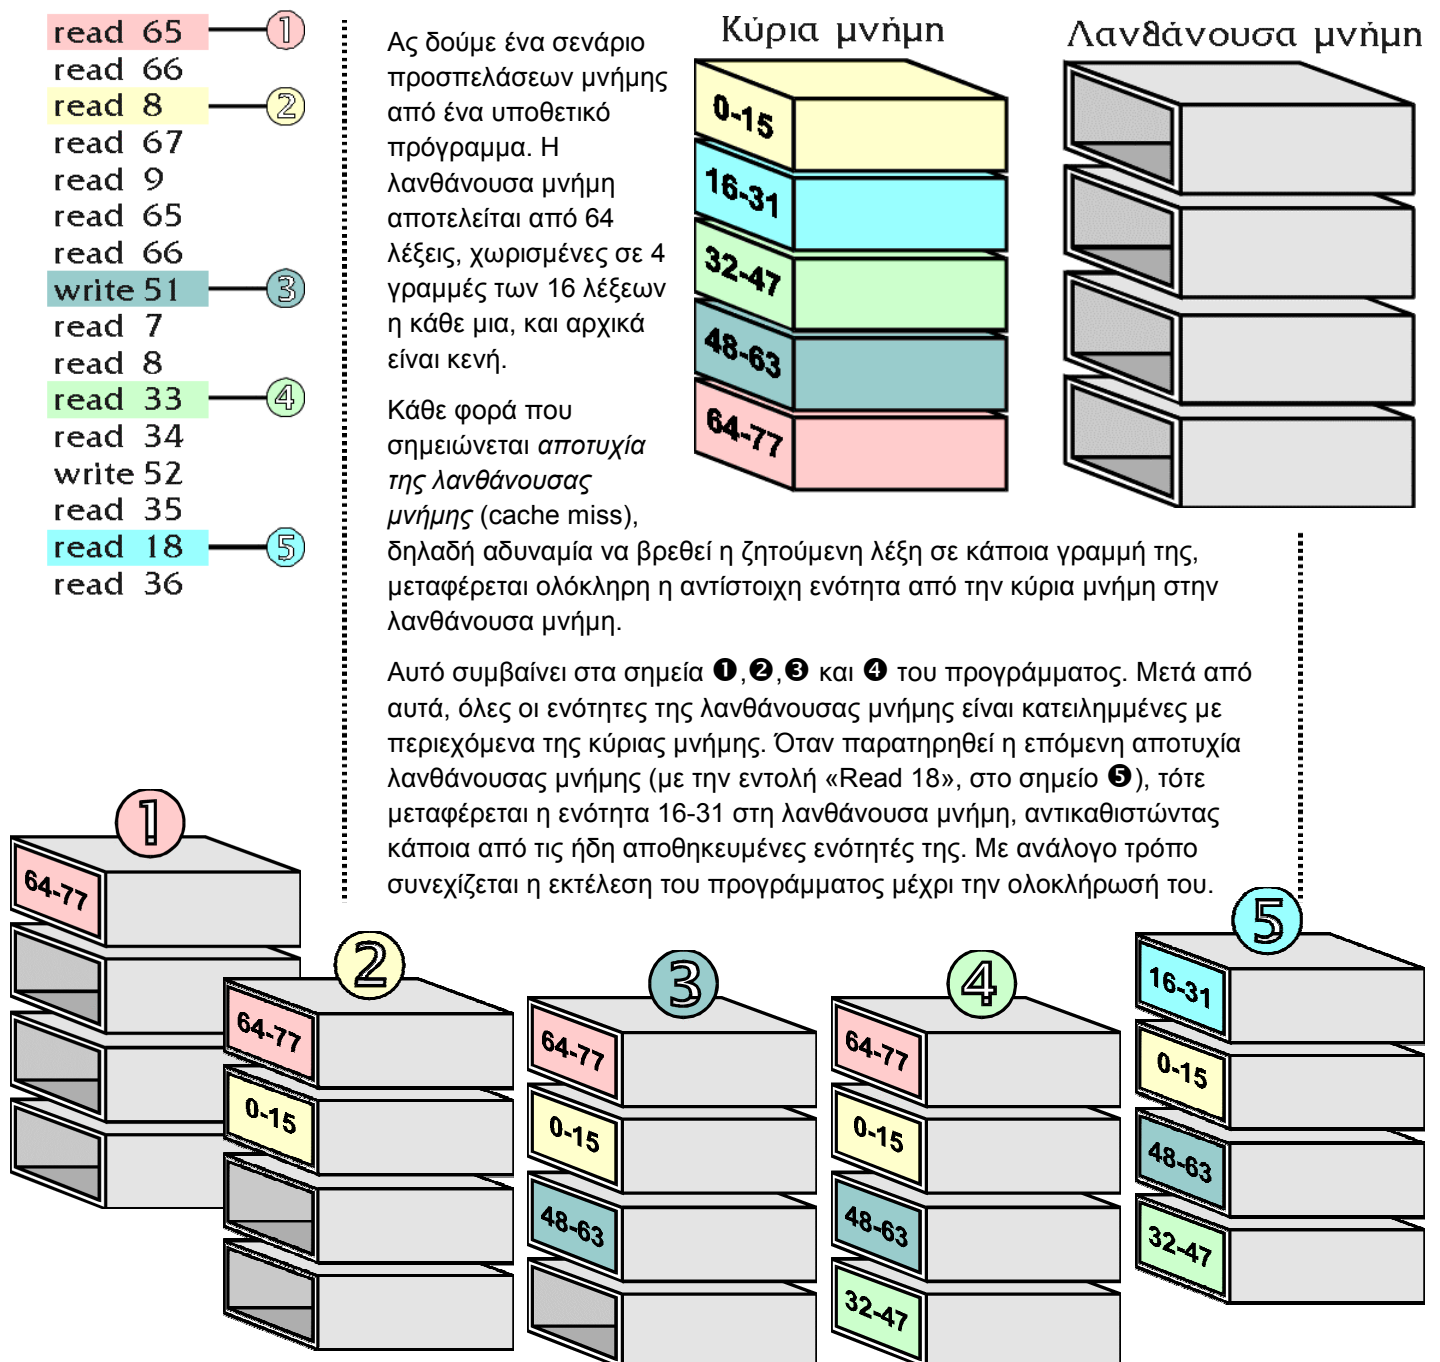 read 65 ①
read 66
read 8 ②
read 67
read 9
read 65
read 66
write 51 ③
read 7
read 8
read 33 ④
read 34
write 52
read 35
read 18 ⑤
read 36
Ας δούμε ένα σενάριο
προσπελάσεων μνήμης
από ένα υποθετικό
πρόγραμμα. Η
λανθάνουσα μνήμη
αποτελείται από 64
λέξεις, χωρισμένες σε 4
γραμμές των 16 λέξεων
η κάθε μια, και αρχικά
είναι κενή.
Κάθε φορά που
σημειώνεται αποτυχία
της λανθάνουσας
μνήμης (cache miss),
δηλαδή αδυναμία να βρεθεί η ζητούμενη λέξη σε κάποια γραμμή της,
μεταφέρεται ολόκληρη η αντίστοιχη ενότητα από την κύρια μνήμη στην
λανθάνουσα μνήμη.
Αυτό συμβαίνει στα σημεία ❶,❷,❸ και ❹ του προγράμματος. Μετά από
αυτά, όλες οι ενότητες της λανθάνουσας μνήμης είναι κατειλημμένες με
περιεχόμενα της κύριας μνήμης. Όταν παρατηρηθεί η επόμενη αποτυχία
λανθάνουσας μνήμης (με την εντολή «Read 18», στο σημείο ❺), τότε
μεταφέρεται η ενότητα 16-31 στη λανθάνουσα μνήμη, αντικαθιστώντας
κάποια από τις ήδη αποθηκευμένες ενότητές της. Με ανάλογο τρόπο
συνεχίζεται η εκτέλεση του προγράμματος μέχρι την ολοκλήρωσή του.
Κύρια μνήμη
0-15
16-31
32-47
48-63
64-77
Λανθάνουσα μνήμη
1
64-77
2
64-77
0-15
3
64-77
0-15
48-63
4
64-77
0-15
48-63
32-47
5
16-31
0-15
48-63
32-47